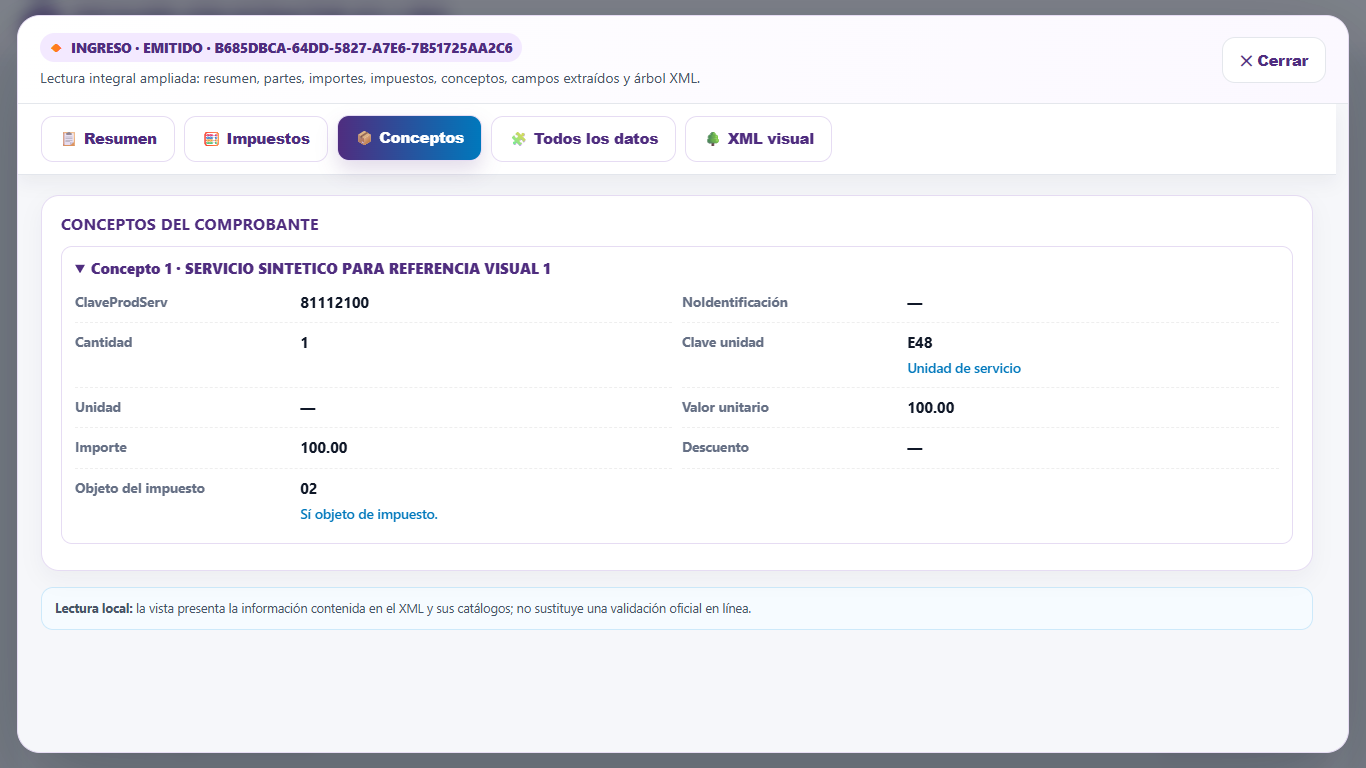 INGRESO · EMITIDO · B685DBCA-64DD-5827-A7E6-7B51725AA2C6
Lectura integral ampliada: resumen, partes, importes, impuestos, conceptos, campos extraídos y árbol XML.
× Cerrar
Resumen
Impuestos
Conceptos
Todos los datos
XML visual
CONCEPTOS DEL COMPROBANTE
▼ Concepto 1 · SERVICIO SINTETICO PARA REFERENCIA VISUAL 1
ClaveProdServ 81112100
NoIdentificación —
Cantidad 1
Clave unidad E48
Unidad de servicio
Unidad —
Valor unitario 100.00
Importe 100.00
Descuento —
Objeto del impuesto 02
Sí objeto de impuesto.
Lectura local: la vista presenta la información contenida en el XML y sus catálogos; no sustituye una validación oficial en línea.